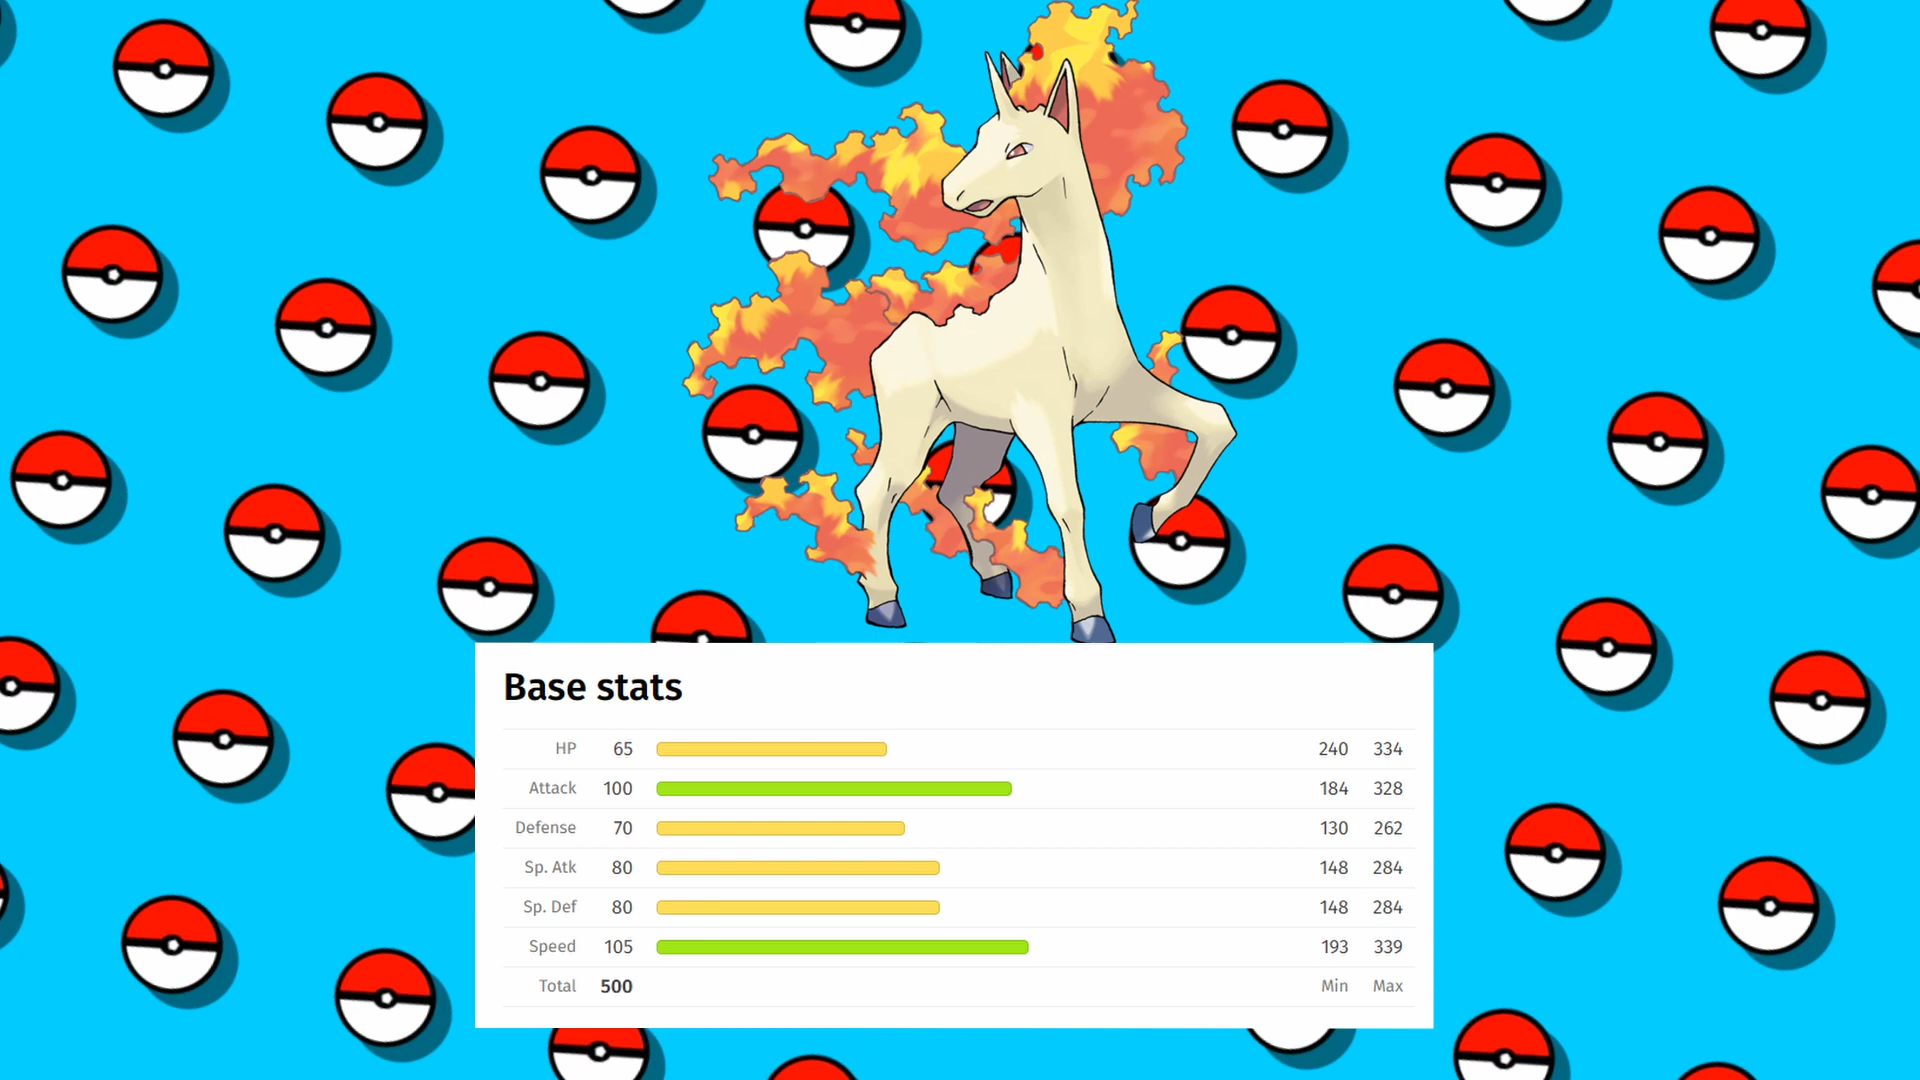 Base stats
HP 65 240 334
Attack 100 184 328
Defense 70 130 262
Sp. Atk 80 148 284
Sp. Def 80 148 284
Speed 105 193 339
Total 500 Min Max